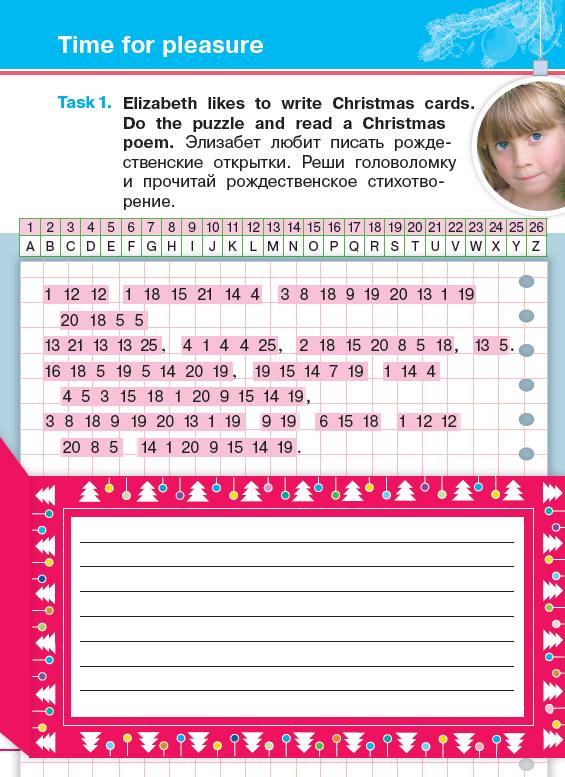 Time for pleasure
Task 1. Elizabeth likes to write Christmas cards.
Do the puzzle and read a Christmas
poem. Элизабет любит писать рожде-
ственские открытки. Реши головоломку
и прочитай рождественское стихотво-
рение.
1 2 3 4 5 6 7 8 9 10 11 12 13 14 15 16 17 18 19 20 21 22 23 24 25 26
A B C D E F G H I J K L M N O P Q R S T U V W X Y Z
1 12 12 1 18 15 21 14 4 3 8 18 9 19 20 13 1 19
20 18 5 5
13 21 13 13 25, 4 1 4 4 25, 2 18 15 20 8 5 18, 13 5.
16 18 5 19 5 14 20 19, 19 15 14 7 19 1 14 4
4 5 3 15 18 1 20 9 15 14 19,
3 8 18 9 19 20 13 1 19 9 19 6 15 18 1 12 12
20 8 5 14 1 20 9 15 14 19.